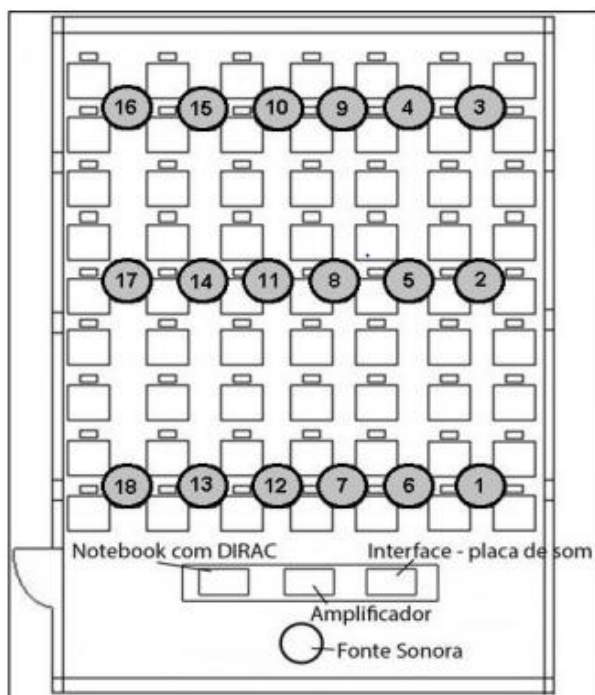 16 15 10 9 4 3
17 14 11 8 5 2
18 13 12 7 6 1
Notebook com DIRAC Interface - placa de som
Amplificador
Fonte Sonora